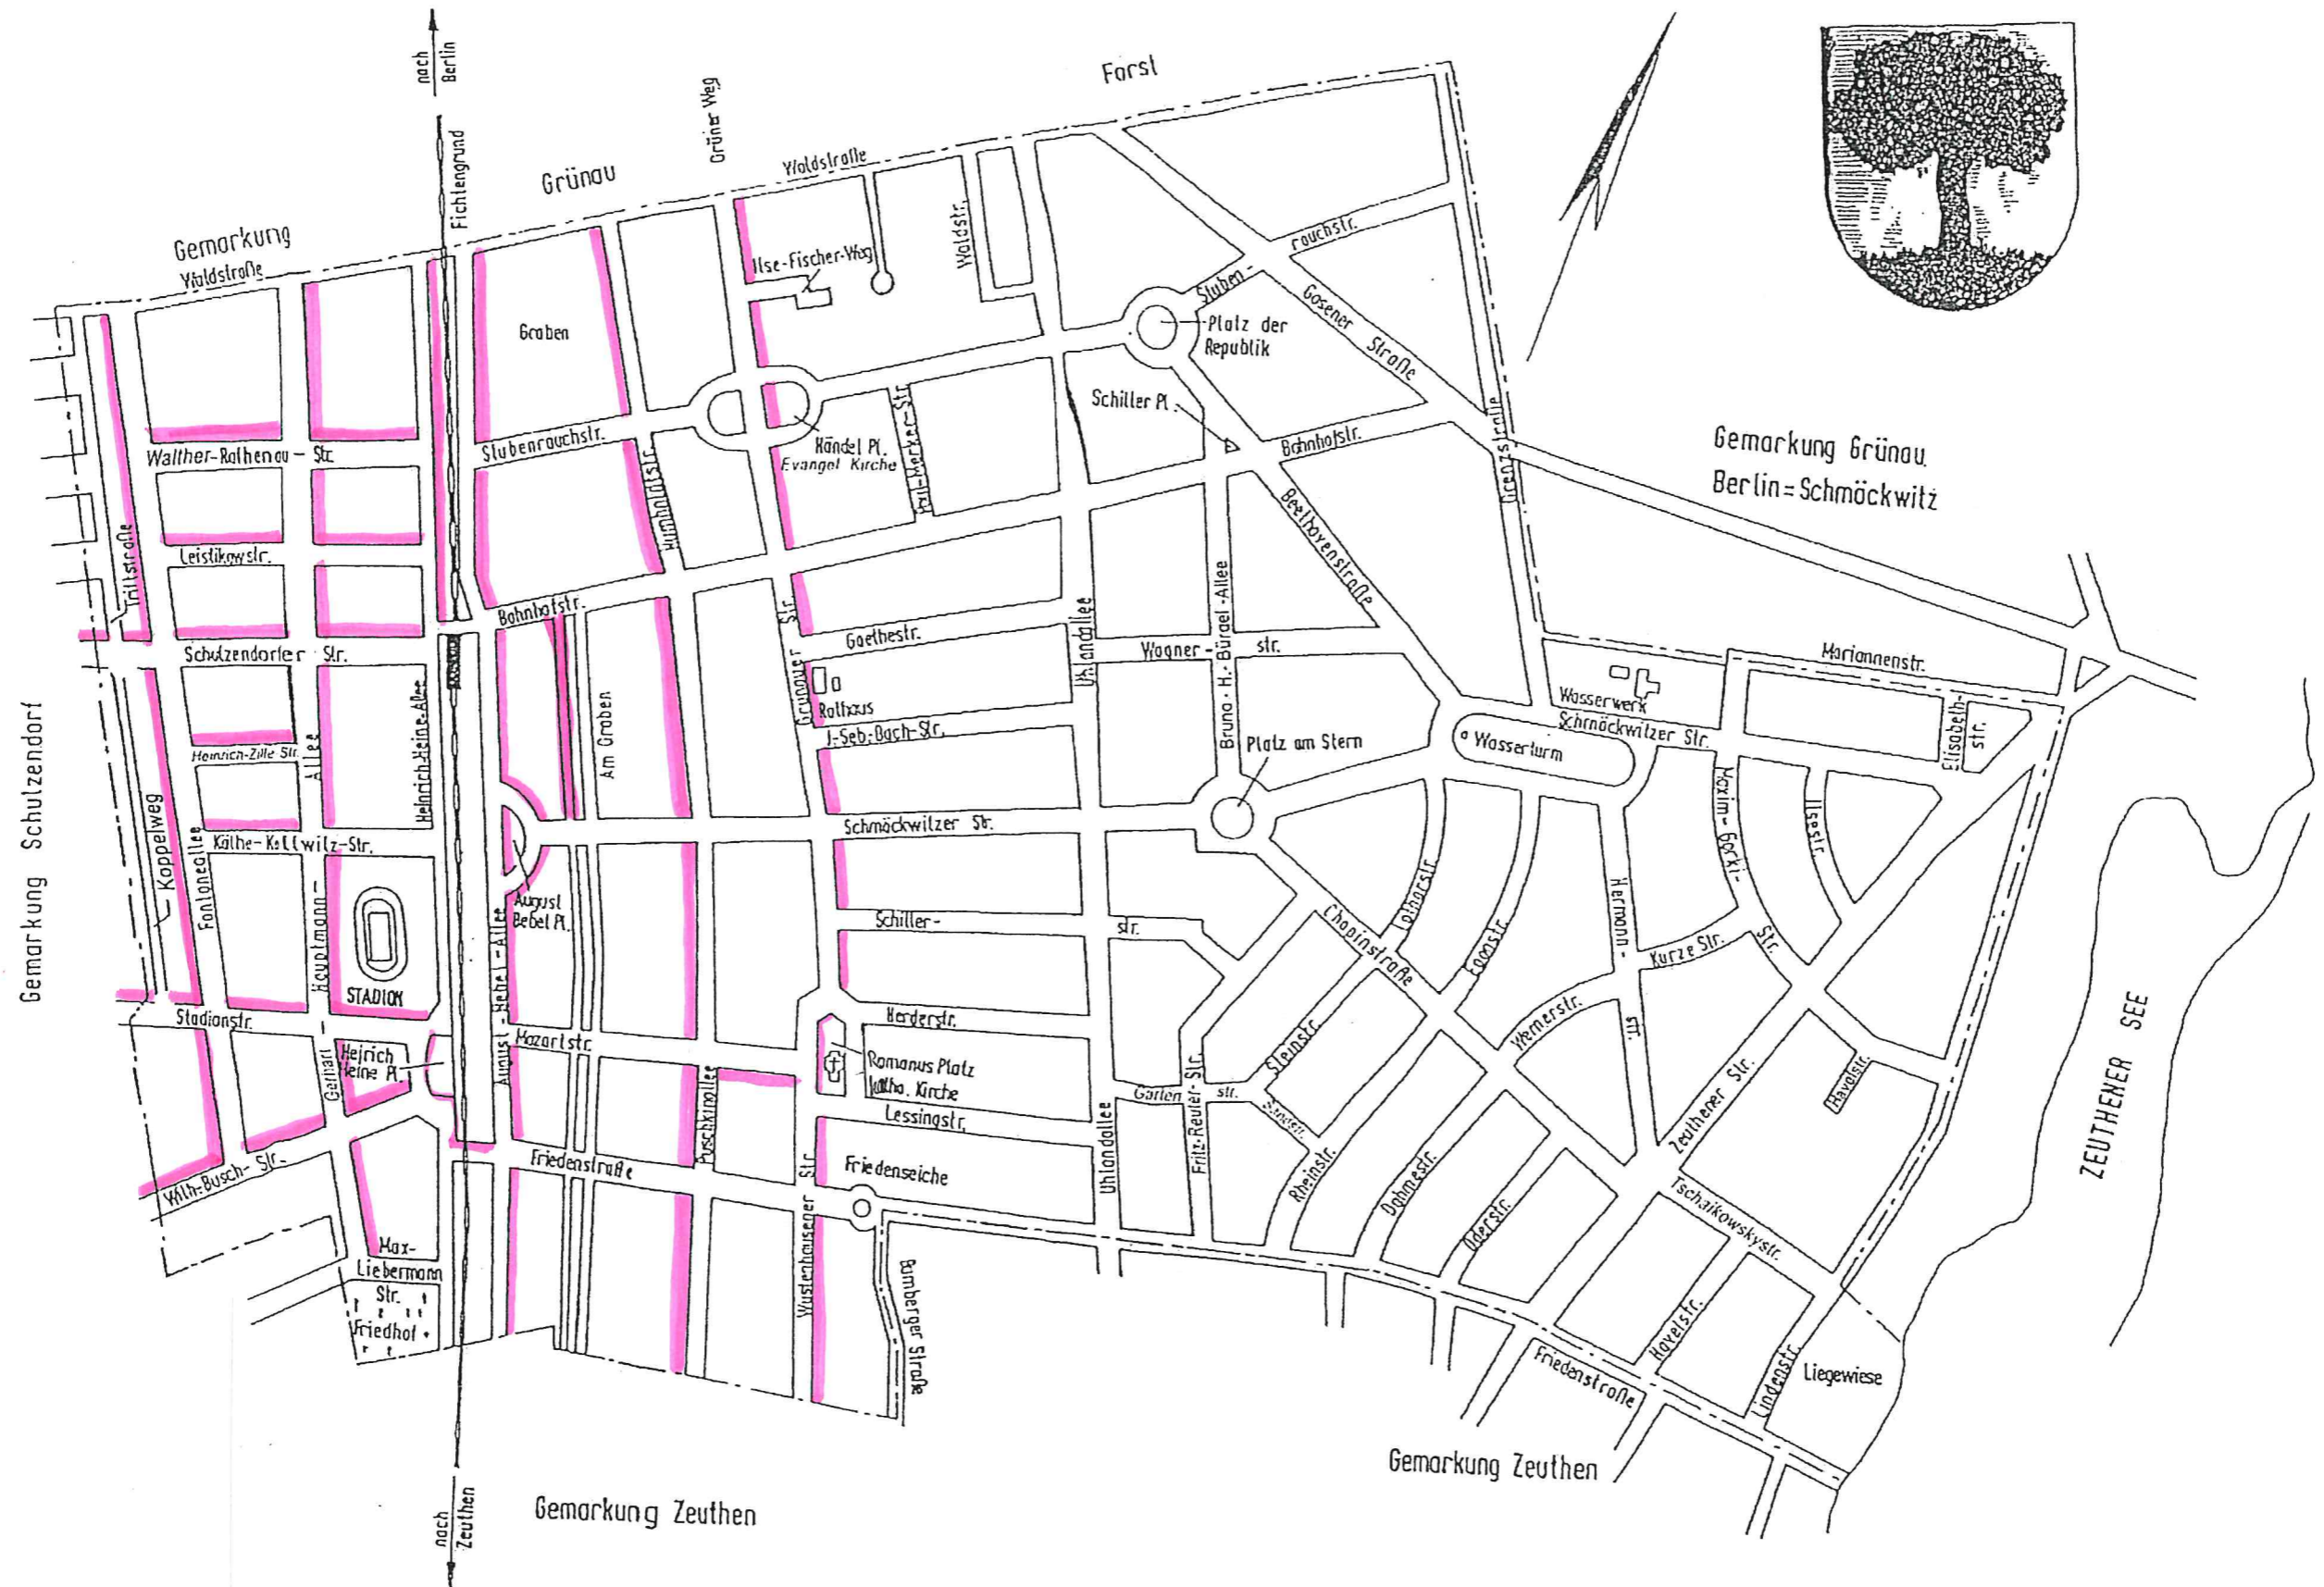 nach
Berlin
Forst
Grüner Weg
Fichtengrund
Grünau
Waldstraße
Gemarkung
Waldstraße
Ilse-Fischer-Weg
Waldstr.
rauchstr.
Stuben-
Graben
Gosener
Straße
Platz der
Republik
Schiller Pl.
Händel Pl.
Evangel Kirche
Stubenrauchstr.
Humboldtstr.
Bahnhofstr.
Grenzstraße
Gemarkung Grünau
Berlin=Schmöckwitz
Walther-Rathenau-Str.
Leistikowstr.
Beethovenstraße
Bahnhofstr.
Grünauer Str.
Goethestr.
Uhlandallee
Wagner-
str.
Bruno-H.-Bürgel-Allee
Mariannenstr.
Schulzendorfer Str.
Wasserwerk
Rathaus
J.-Seb.-Bach-Str.
Schmöckwitzer Str.
Elisabeth-
str.
Heinrich-Heine-Allee
Am Graben
Platz am Stern
Wasserturm
Heinrich-Zille Str.
Allee
Gemarkung Schulzendorf
Koppelweg
Fontaneallee
Käthe-Kollwitz-Str.
Schmöckwitzer Str.
Maxim-Gorki-
Str.
Ilsestr.
Lotharstr.
Hermann-
str.
August
Bebel Pl.
Schiller-
str.
Chopinstraße
Kurze Str.
Hauptmann-
STADION
August-Bebel-Allee
Stadionstr.
Herderstr.
Wernerstr.
Steinstr.
Mozartstr.
Heirich
Heine Pl.
Gerhart
Romanus Platz
katho. Kirche
Puschkinallee
Lessingstr.
Garten
str.
Fritz-Reuter-Str.
Uhlandallee
Zeuthener Str.
Havelstr.
ZEUTHENER SEE
Wilh.-Busch-Str.
Friedenstraße
Friedenseiche
Rheinstr.
Dahmestr.
Oderstr.
Tschaikowskystr.
Max-
Liebermann
Str.
Friedhof
Wüstenhausener Str.
Bamberger Straße
Havelstr.
Lindenstr.
Liegewiese
Friedenstraße
Gemarkung Zeuthen
Gemarkung Zeuthen
nach
Zeuthen